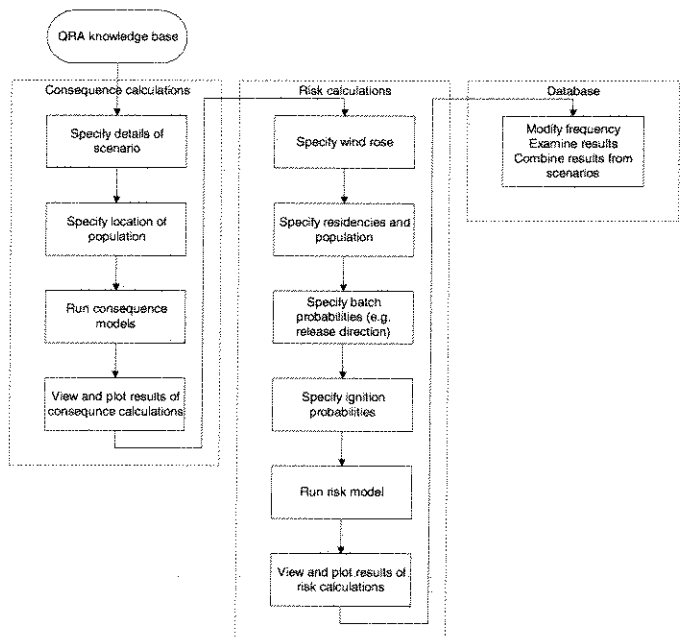 QRA knowledge base
Consequence calculations
Specify details of
scenario
Specify location of
population
Run consequence
models
View and plot results of
consequnce calculations
Risk calculations
Specify wind rose
Specify residencies and
population
Specify batch
probabilities (e.g.
release direction)
Specify ignition
probabilities
Run risk model
View and plot results of
risk calculations
Database
Modify frequency
Examine results
Combine results from
scenarios